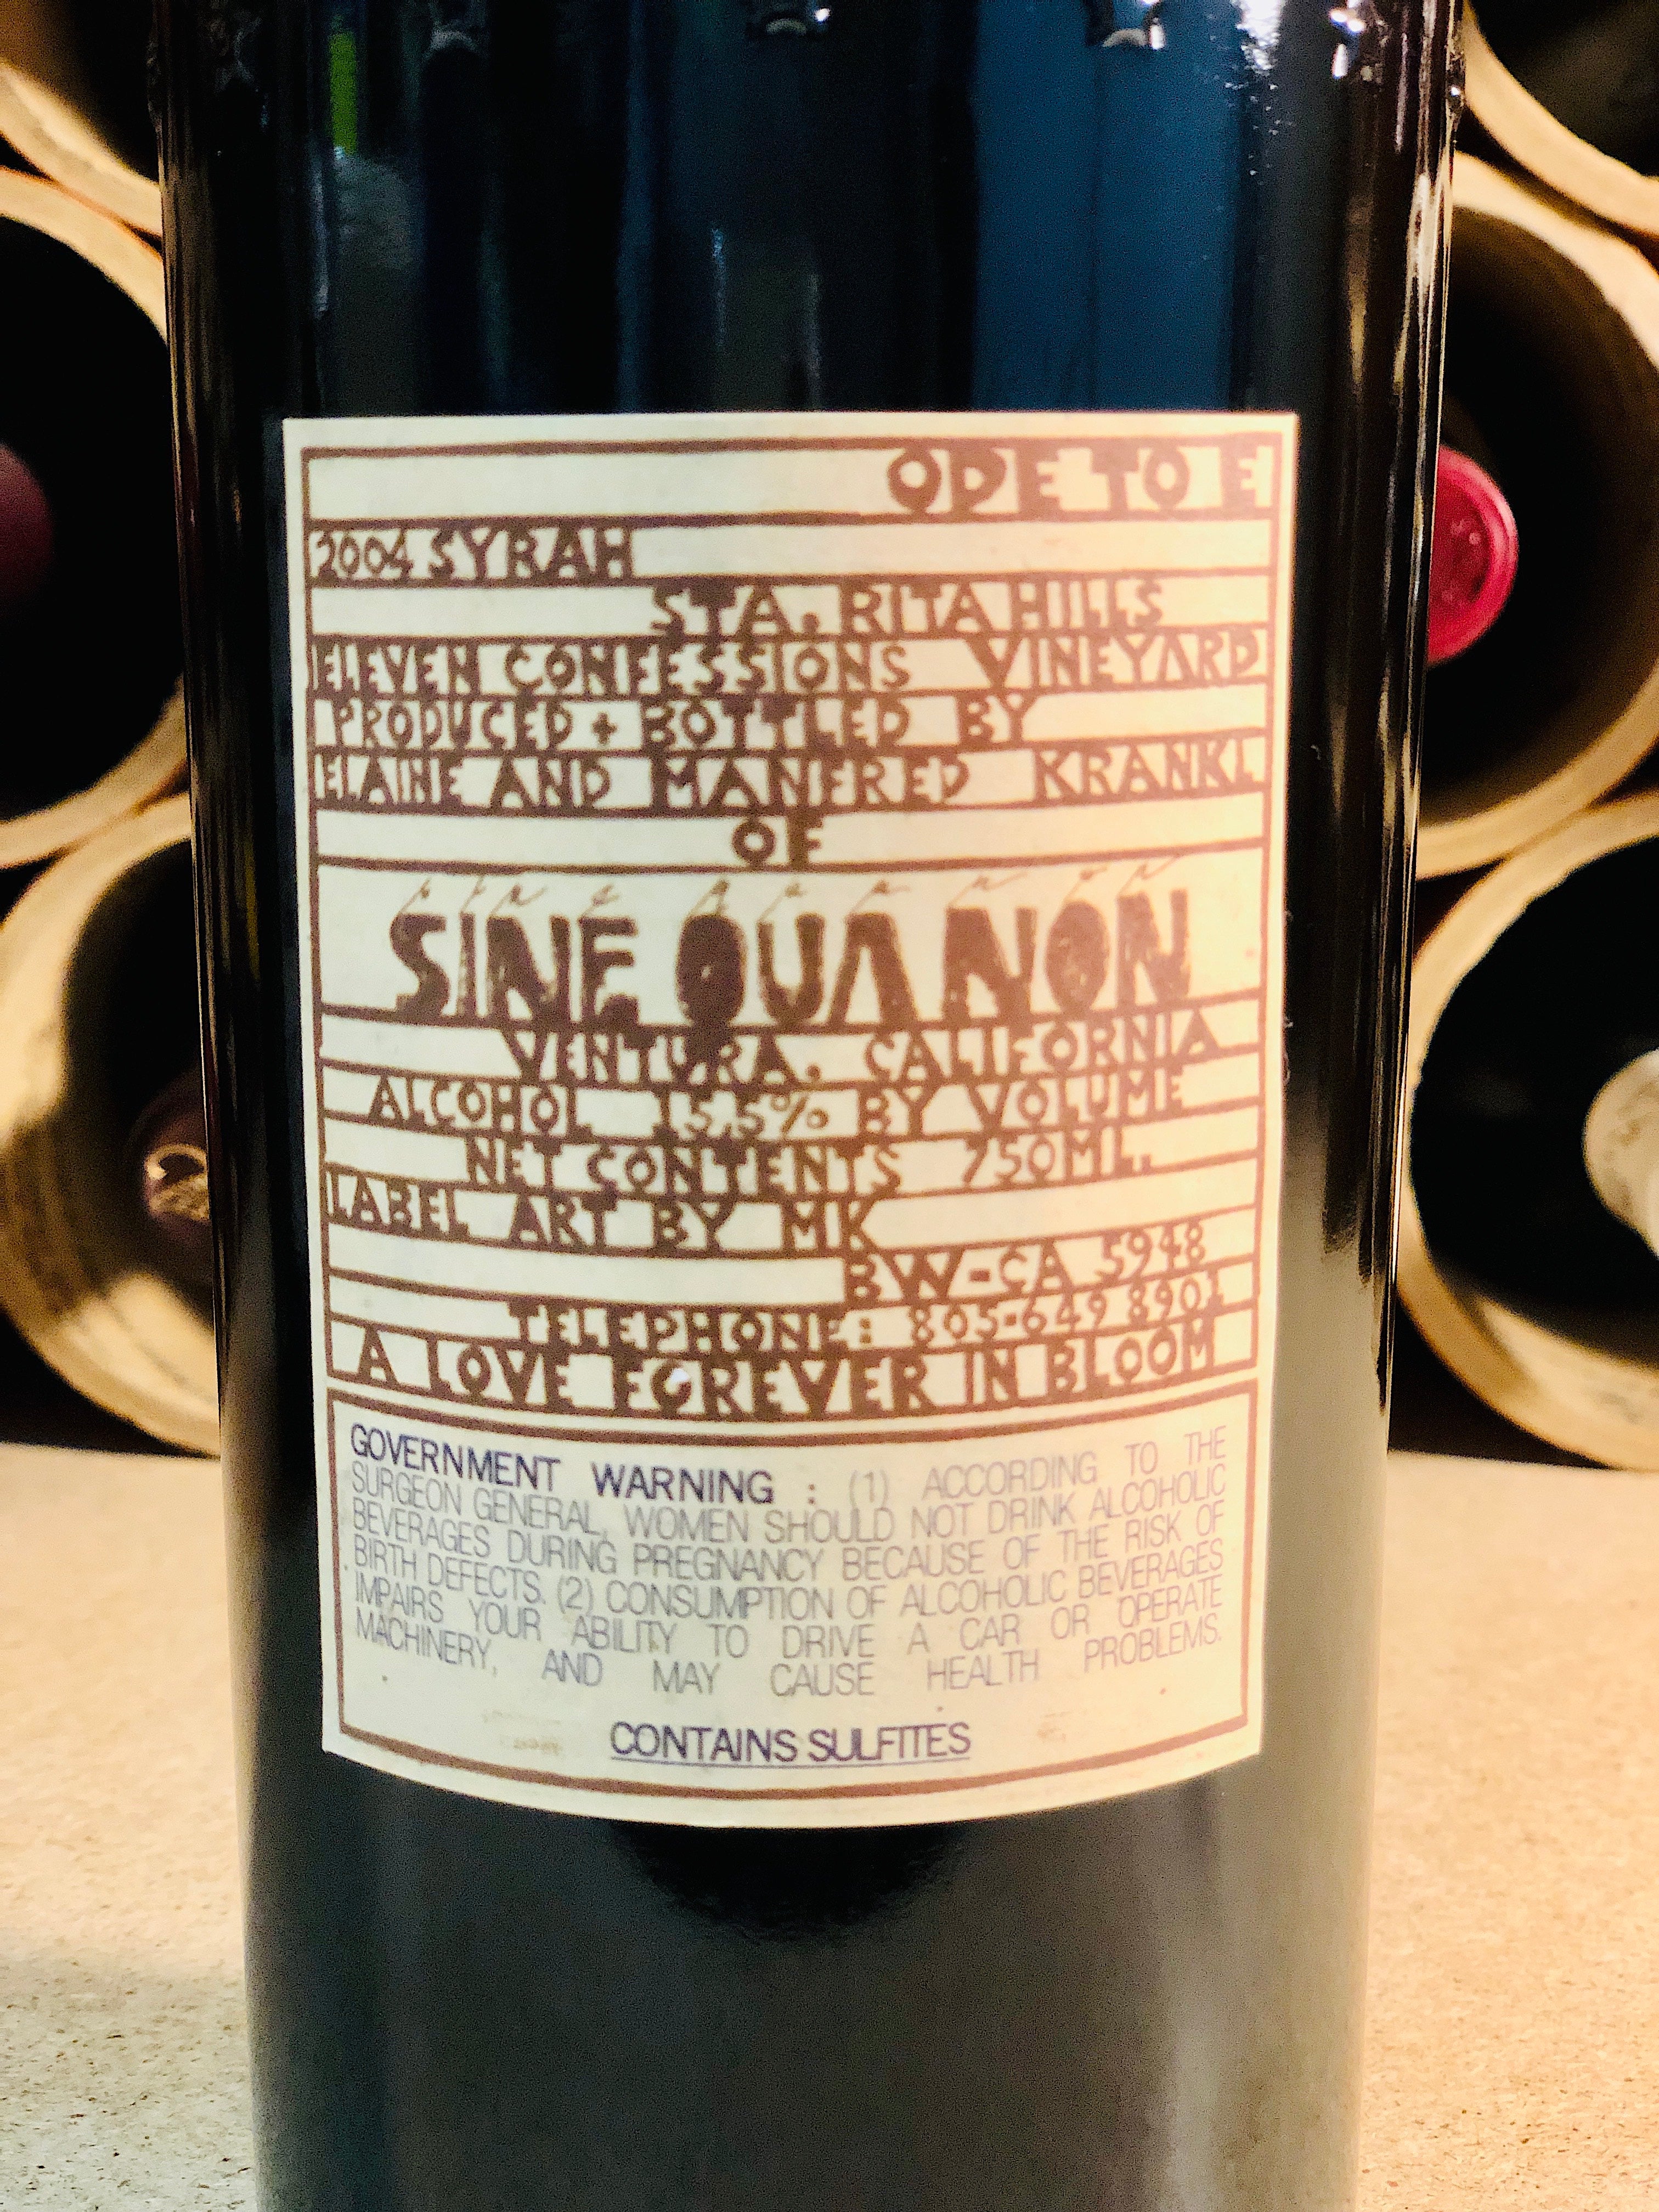 ODE TO E
2004 SYRAH
STA. RITA HILLS
ELEVEN CONFESSIONS VINEYARD
PRODUCED + BOTTLED BY
ELAINE AND MANFRED KRANKL
OF
sine qua non
SINE QUA NON
VENTURA. CALIFORNIA
ALCOHOL 15,5% BY VOLUME
NET CONTENTS 750ML.
LABEL ART BY MK
BW-CA 5948
TELEPHONE: 805-649 8901
A LOVE FOREVER IN BLOOM
GOVERNMENT WARNING : (1) ACCORDING TO THE
SURGEON GENERAL, WOMEN SHOULD NOT DRINK ALCOHOLIC
BEVERAGES DURING PREGNANCY BECAUSE OF THE RISK OF
BIRTH DEFECTS. (2) CONSUMPTION OF ALCOHOLIC BEVERAGES
IMPAIRS YOUR ABILITY TO DRIVE A CAR OR OPERATE
MACHINERY, AND MAY CAUSE HEALTH PROBLEMS.
CONTAINS SULFITES